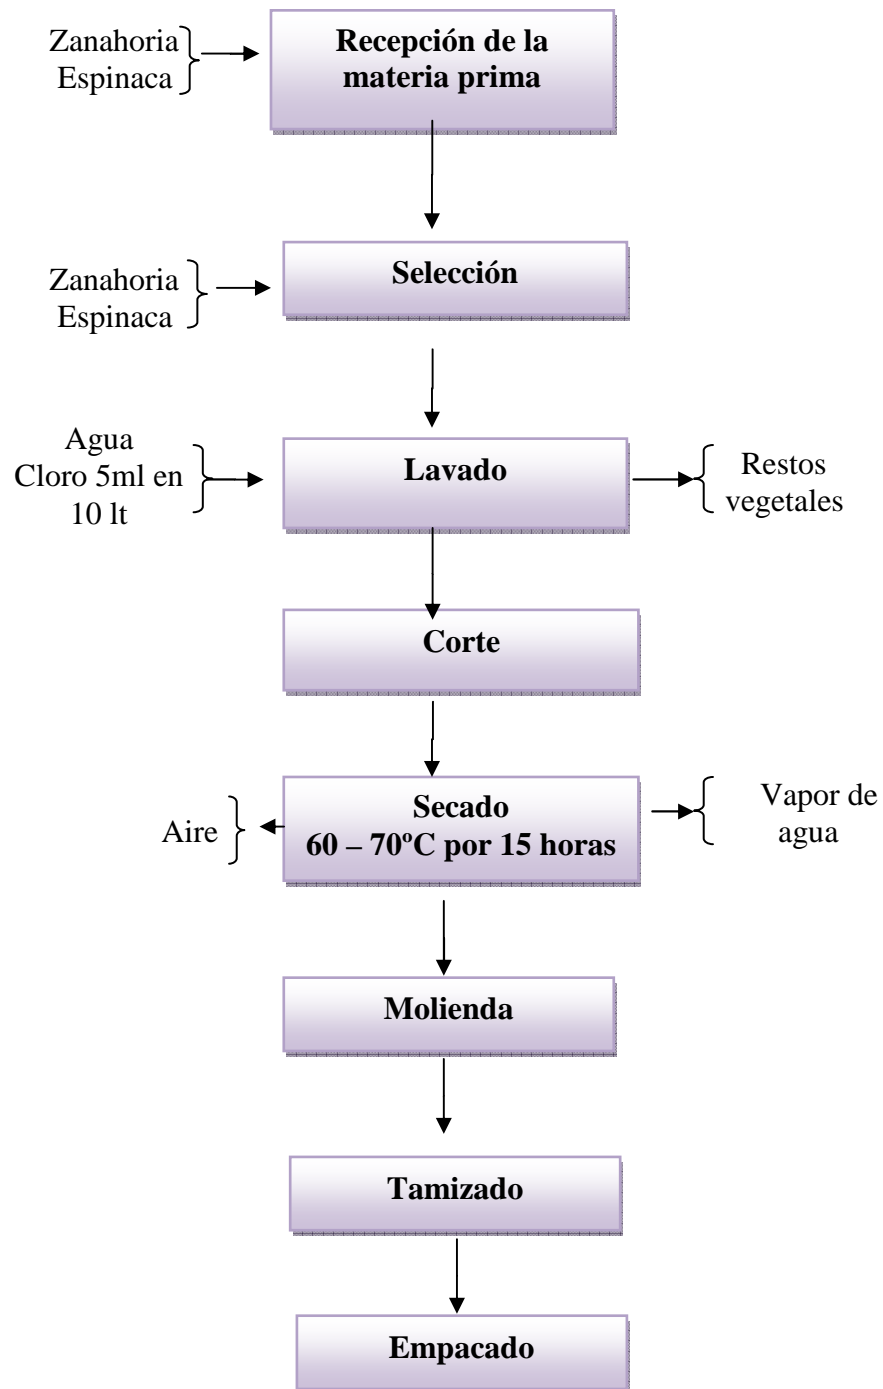 Zanahoria
Espinaca
Recepción de la
materia prima
Zanahoria
Espinaca
Selección
Agua
Cloro 5ml en
10 lt
Lavado
Restos
vegetales
Corte
Aire
Secado
60 – 70ºC por 15 horas
Vapor de
agua
Molienda
Tamizado
Empacado